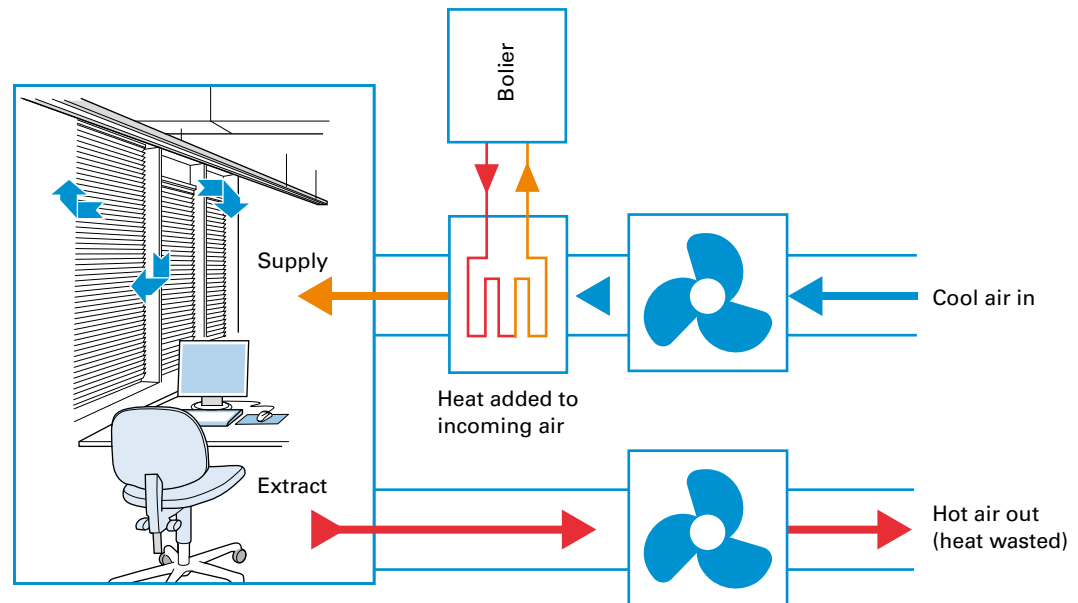 Bolier
Supply
Cool air in
Heat added to
incoming air
Extract
Hot air out
(heat wasted)